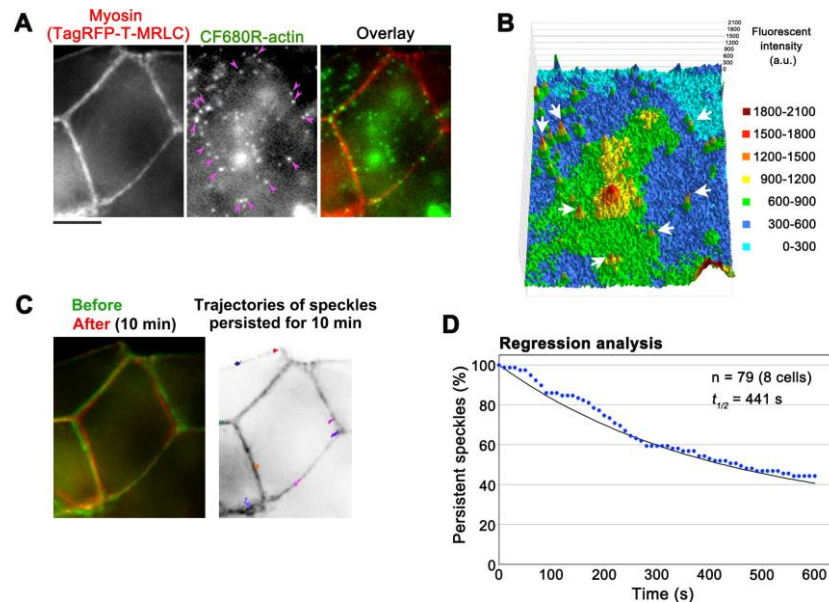 A
Myosin
(TagRFP-T-MRLC)
CF680R-actin
Overlay
B
2100
1800
1500
1200
900
600
300
0
Fluorescent
intensity
(a.u.)
1800-2100
1500-1800
1200-1500
900-1200
600-900
300-600
0-300
C
Before
After (10 min)
Trajectories of speckles
persisted for 10 min
D
Regression analysis
n = 79 (8 cells)
t1/2 = 441 s
Persistent speckles (%)
100
80
60
40
20
0
0 100 200 300 400 500 600
Time (s)